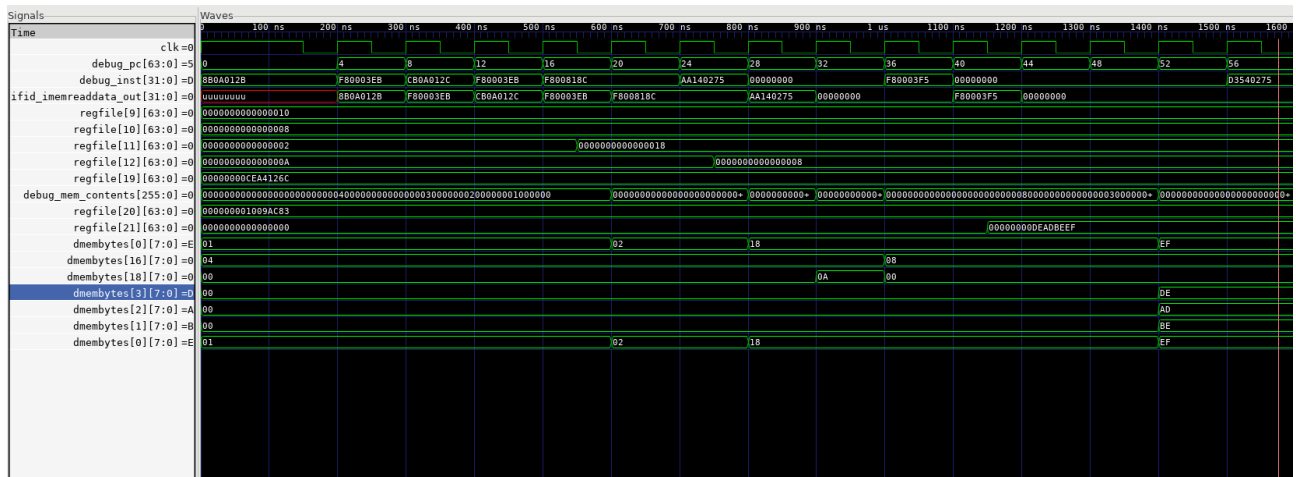 Signals Waves
Time 0 100 ns 200 ns 300 ns 400 ns 500 ns 600 ns 700 ns 800 ns 900 ns 1 us 1100 ns 1200 ns 1300 ns 1400 ns 1500 ns 1600
clk =0
debug_pc[63:0] =5 0 4 8 12 16 20 24 28 32 36 40 44 48 52 56
debug_inst[31:0] =D 8B0A012B F80003EB CB0A012C F80003EB F800818C AA140275 00000000 F80003F5 00000000 D3540275
ifid_imemreaddata_out[31:0] =0 uuuuuuuu 8B0A012B F80003EB CB0A012C F80003EB F800818C AA140275 00000000 F80003F5 00000000
regfile[9][63:0] =0 0000000000000010
regfile[10][63:0] =0 0000000000000008
regfile[11][63:0] =0 0000000000000002 0000000000000018
regfile[12][63:0] =0 000000000000000A 0000000000000008
regfile[19][63:0] =0 00000000CEA4126C
regfile[20][63:0] =0 000000001009AC83
regfile[21][63:0] =0 0000000000000000 00000000DEADBEEF
dmembytes[0][7:0] =E 01 02 18 EF
dmembytes[16][7:0] =0 04 08
dmembytes[18][7:0] =0 00 0A 00
dmembytes[3][7:0] =D 00 DE
dmembytes[2][7:0] =A 00 AD
dmembytes[1][7:0] =B 00 BE
dmembytes[0][7:0] =E 01 02 18 EF